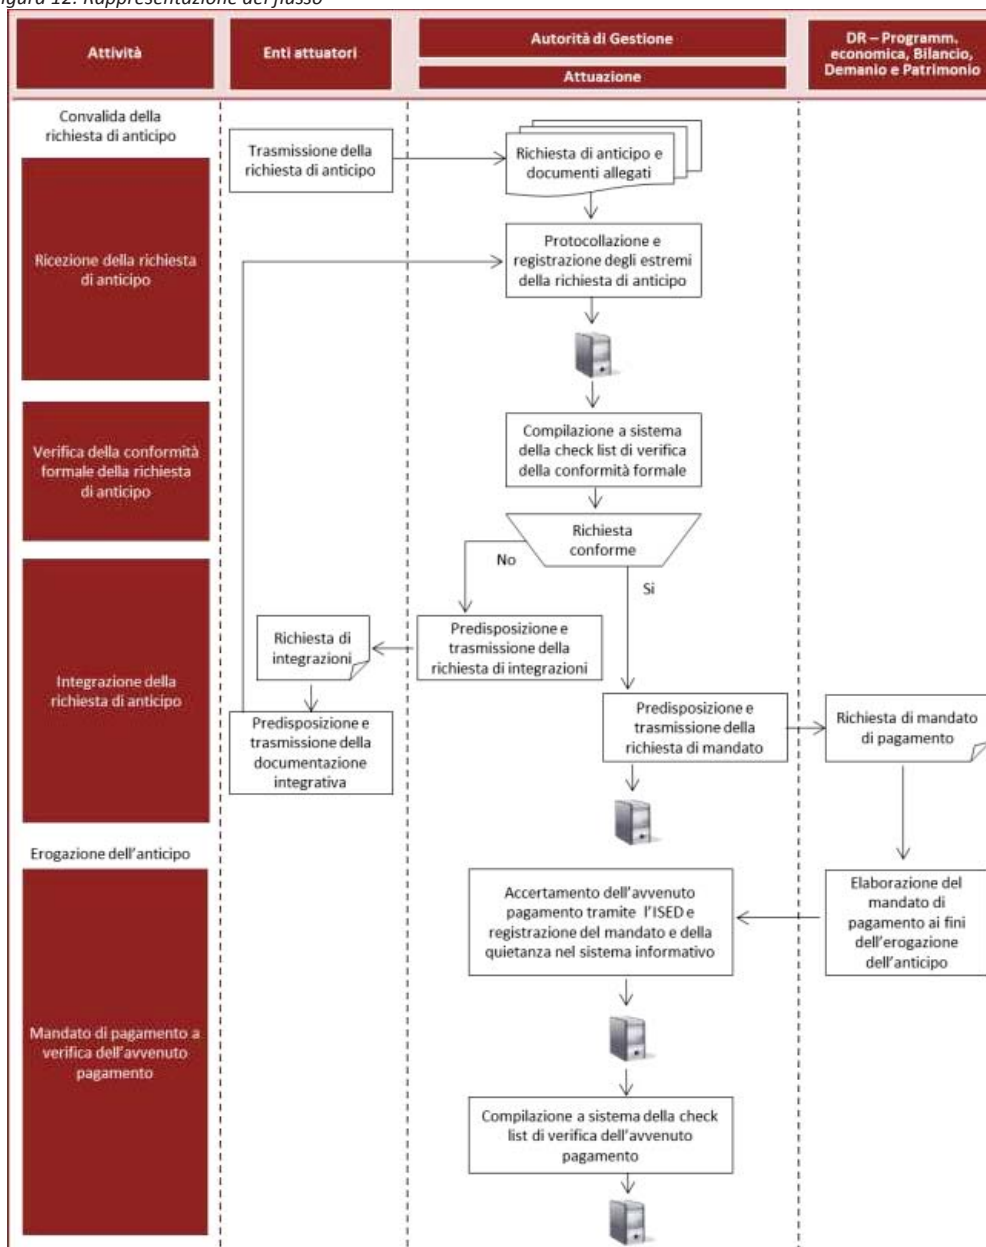 igura 12: Rappresentazione del flusso
Attività
Enti attuatori
Autorità di Gestione
Attuazione
DR – Programm.
economica, Bilancio,
Demanio e Patrimonio
Convalida della
richiesta di anticipo
Trasmissione della
richiesta di anticipo
Richiesta di anticipo e
documenti allegati
Ricezione della richiesta
di anticipo
Protocollazione e
registrazione degli estremi
della richiesta di anticipo
Verifica della conformità
formale della richiesta
di anticipo
Compilazione a sistema
della check list di verifica
della conformità formale
Richiesta
conforme
No
Si
Integrazione della
richiesta di anticipo
Richiesta di
integrazioni
Predisposizione e
trasmissione della
richiesta di integrazioni
Predisposizione e
trasmissione della
documentazione
integrativa
Predisposizione e
trasmissione della
richiesta di mandato
Richiesta di mandato
di pagamento
Erogazione dell'anticipo
Mandato di pagamento a
verifica dell'avvenuto
pagamento
Accertamento dell'avvenuto
pagamento tramite l'ISED e
registrazione del mandato e della
quietanza nel sistema informativo
Elaborazione del
mandato di
pagamento ai fini
dell'erogazione
dell'anticipo
Compilazione a sistema della check
list di verifica dell'avvenuto
pagamento